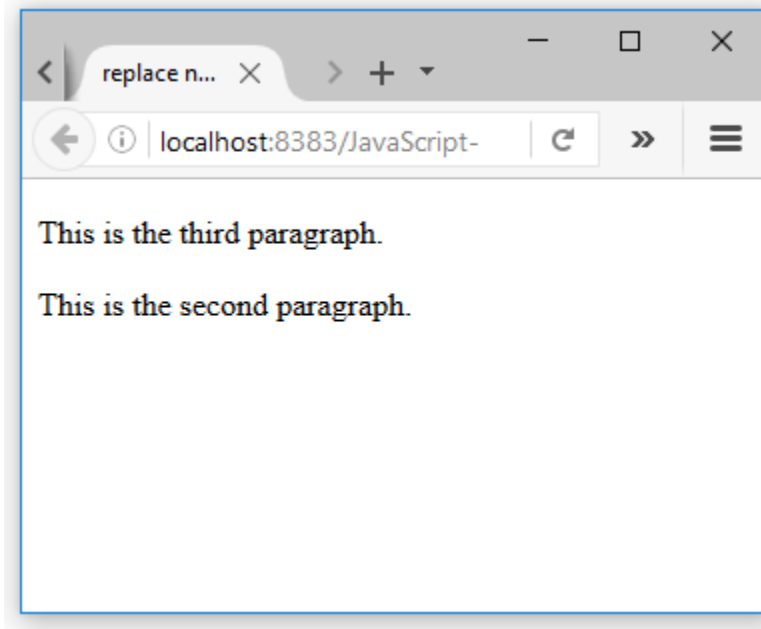 replace n...
localhost:8383/JavaScript-
This is the third paragraph.
This is the second paragraph.